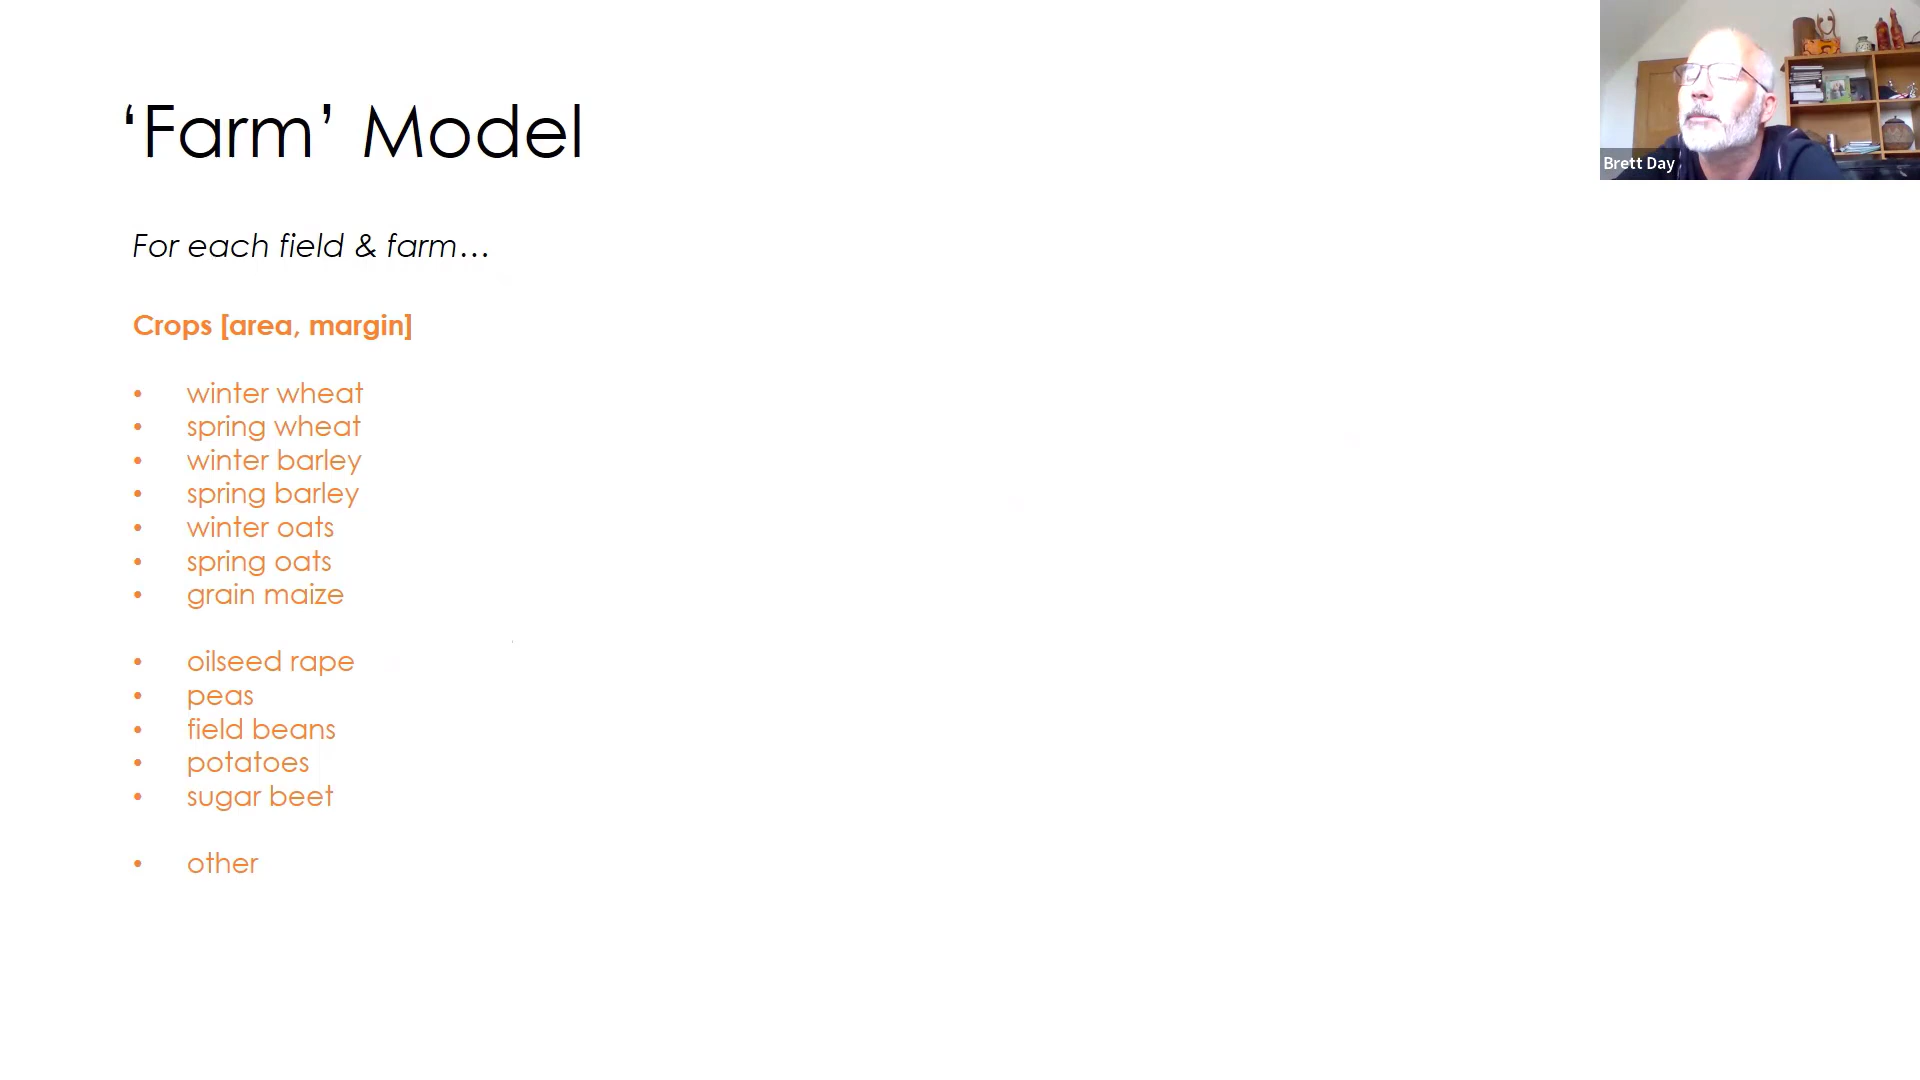 ‘Farm’ Model
For each field & farm…
Crops [area, margin]
• winter wheat
• spring wheat
• winter barley
• spring barley
• winter oats
• spring oats
• grain maize
• oilseed rape
• peas
• field beans
• potatoes
• sugar beet
• other
Brett Day